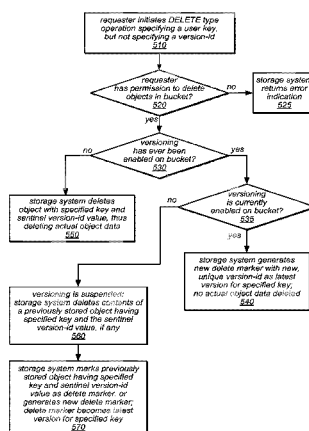 requester initiates DELETE type
operation specifying a user key,
but not specifying a version-id
510
requester
has permission to delete
objects in bucket?
520
no
storage system
returns error
indication
525
yes
no
versioning
has ever been
enabled on bucket?
530
yes
storage system deletes
object with specified key and
sentinel version-id value, thus
deleting actual object data
550
no
versioning
is currently
enabled on bucket?
535
yes
storage system generates
new delete marker with new,
unique version-id as latest
version for specified key;
no actual object data deleted
540
versioning is suspended:
storage system deletes contents of
a previously stored object having
specified key and the sentinel
version-id value, if any
560
storage system marks previously
stored object having specified
key and sentinel version-id
value as delete marker, or
generates new delete marker;
delete marker becomes latest
version for specified key
570